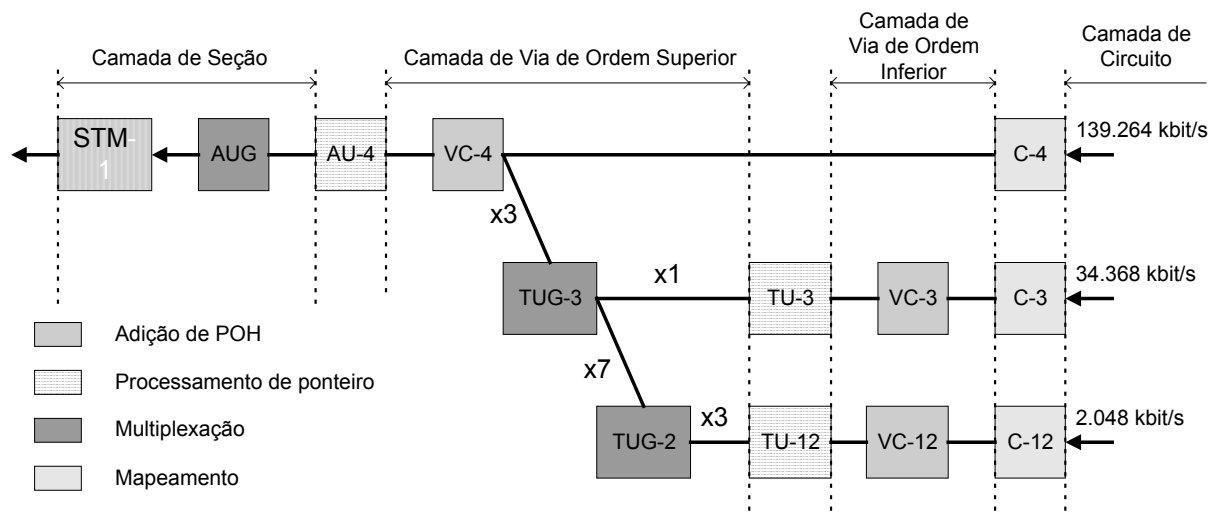 Camada de Seção
Camada de Via de Ordem Superior
Camada de
Via de Ordem
Inferior
Camada de
Circuito
STM-
1
AUG
AU-4
VC-4
C-4
139.264 kbit/s
x3
TUG-3
x1
TU-3
VC-3
C-3
34.368 kbit/s
x7
TUG-2
x3
TU-12
VC-12
C-12
2.048 kbit/s
Adição de POH
Processamento de ponteiro
Multiplexação
Mapeamento